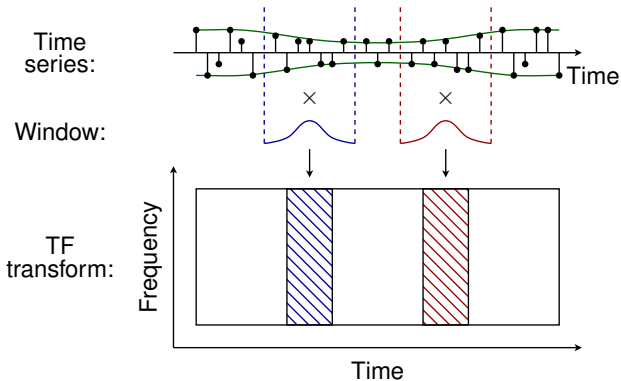 Time
series:
Time
×
×
Window:
TF
transform:
Frequency
Time